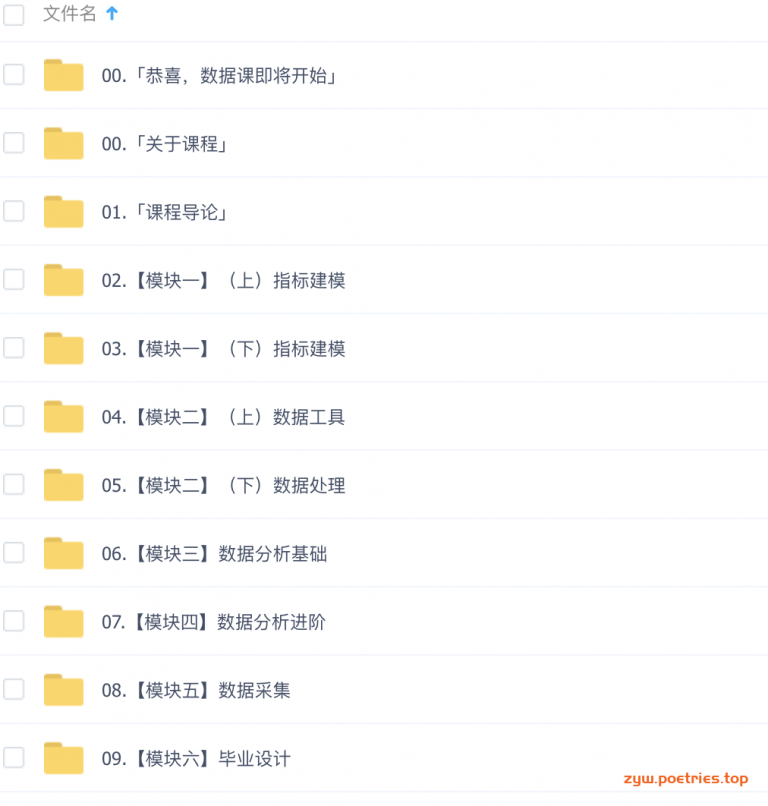 文件名
00.「恭喜，数据课即将开始」
00.「关于课程」
01.「课程导论」
02.【模块一】（上）指标建模
03.【模块一】（下）指标建模
04.【模块二】（上）数据工具
05.【模块二】（下）数据处理
06.【模块三】数据分析基础
07.【模块四】数据分析进阶
08.【模块五】数据采集
09.【模块六】毕业设计
zyw.poetries.top